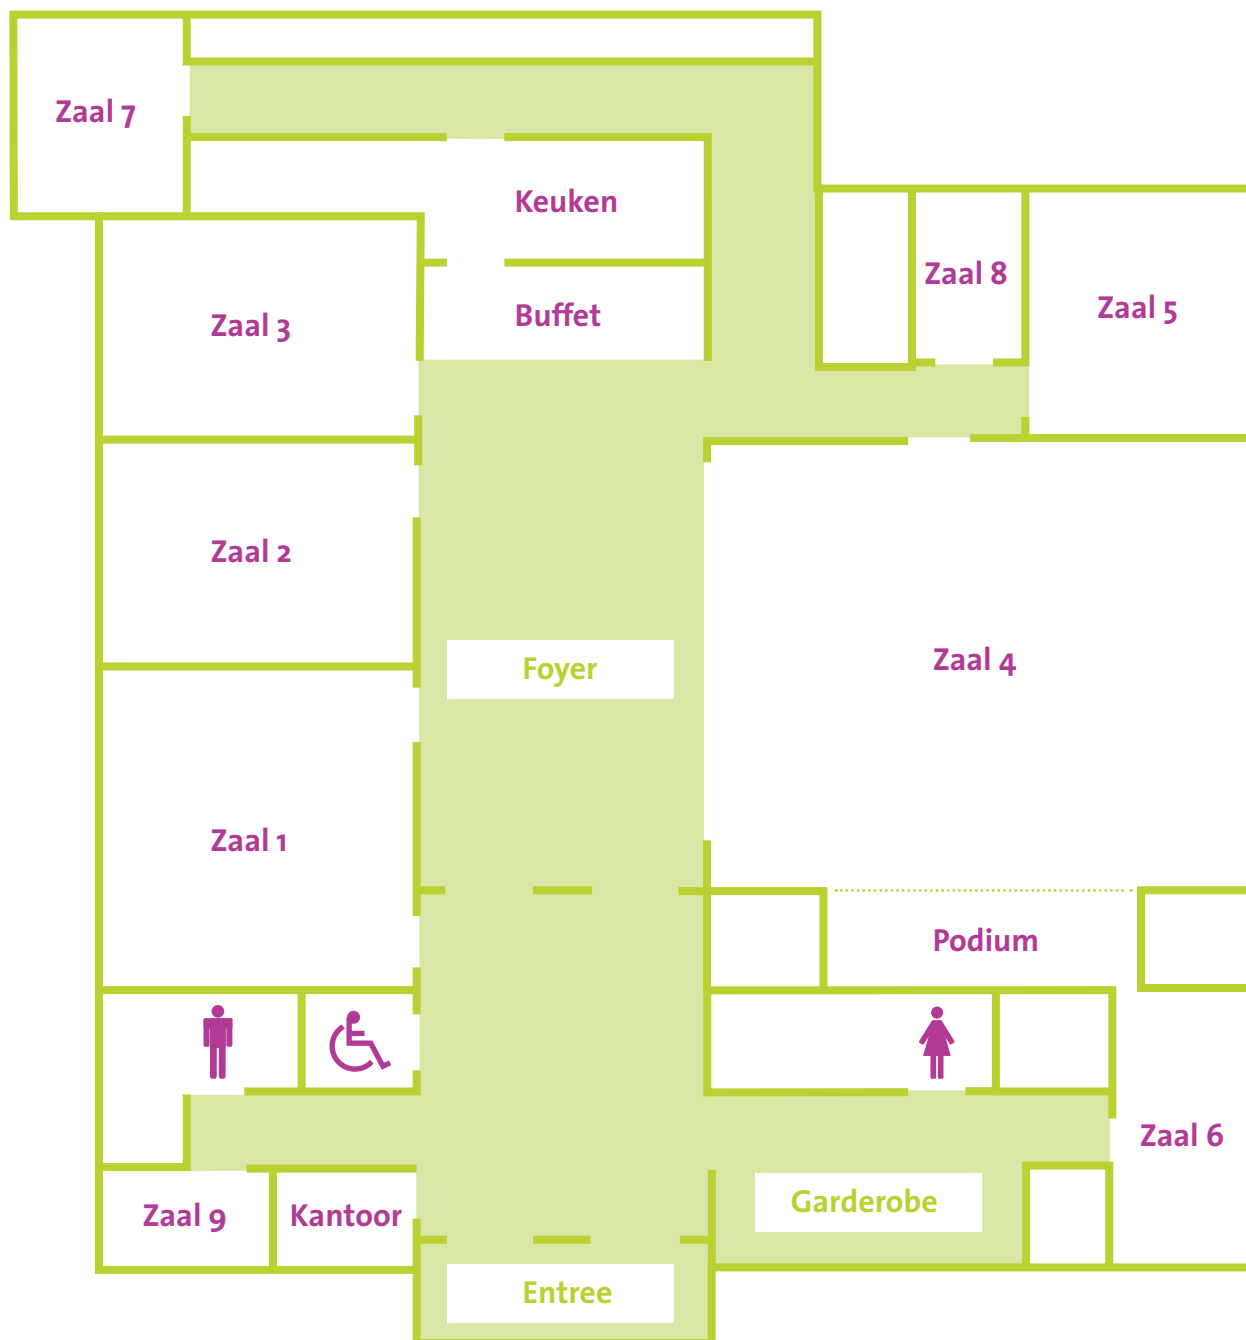 Zaal 7
Keuken
Zaal 8
Zaal 5
Zaal 3
Buffet
Zaal 2
Foyer
Zaal 4
Zaal 1
Podium
Zaal 6
Zaal 9
Kantoor
Garderobe
Entree